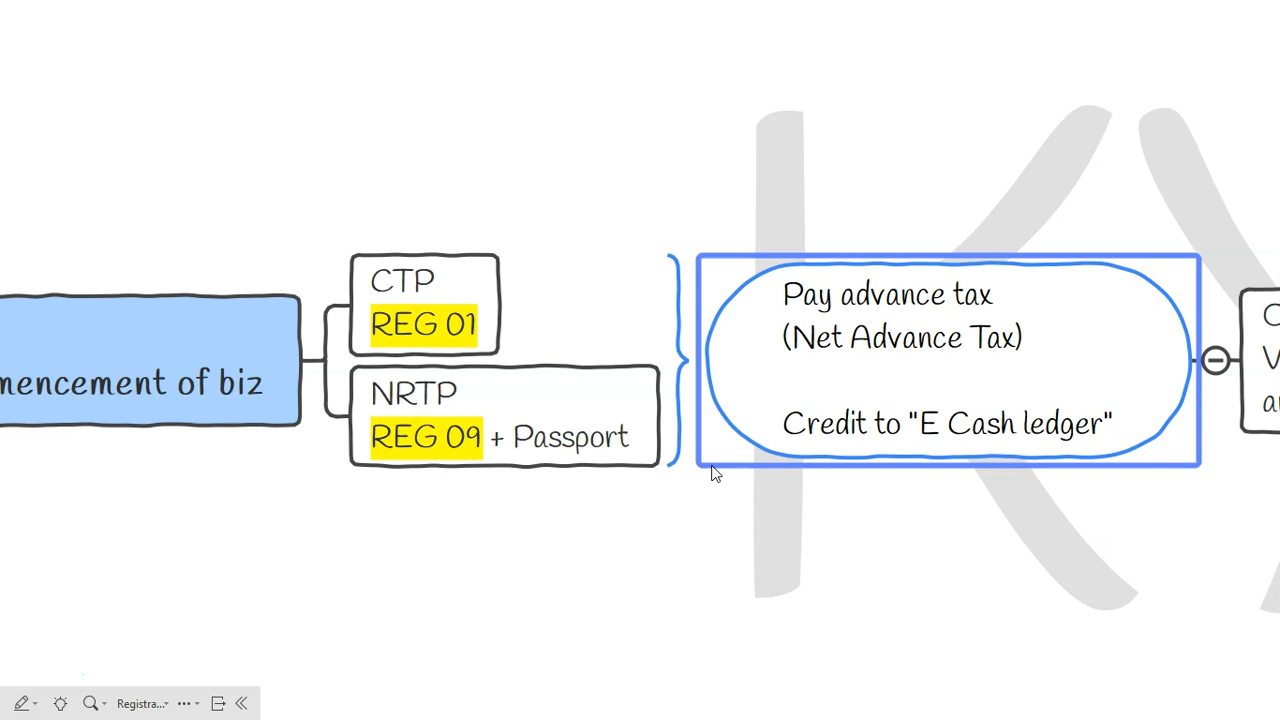 mencement of biz
CTP
REG 01
NRTP
REG 09 + Passport
Pay advance tax
(Net Advance Tax)
Credit to "E Cash ledger"
Registra...